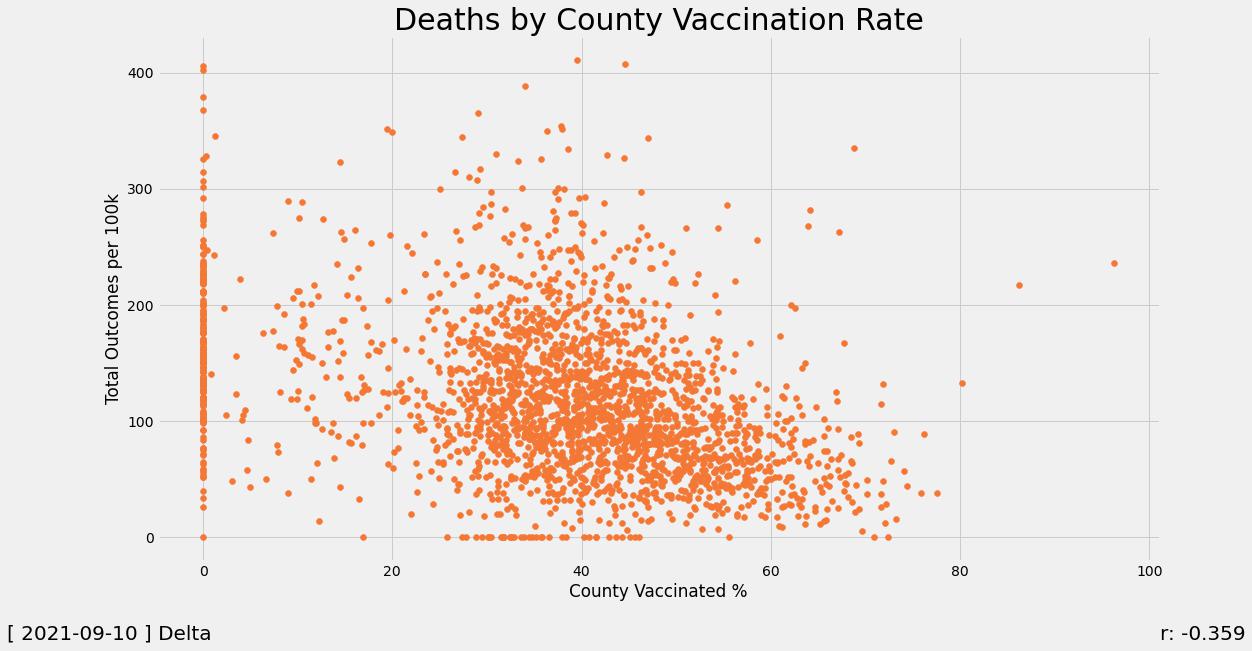 Deaths by County Vaccination Rate
Total Outcomes per 100k
400
300
200
100
0
0 20 40 60 80 100
County Vaccinated %
[ 2021-09-10 ] Delta
r: -0.359